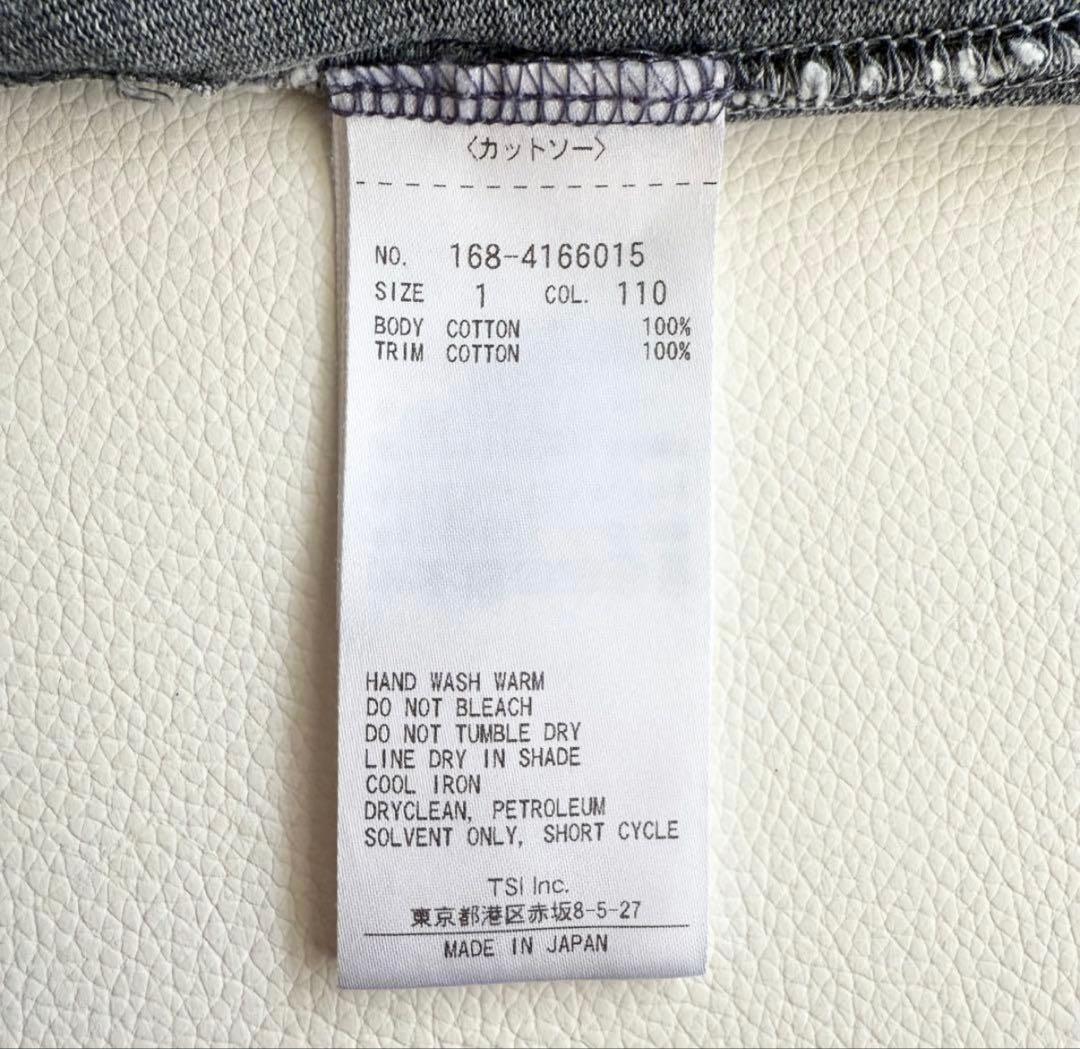 〈カットソー〉
NO. 168-4166015
SIZE 1 COL. 110
BODY COTTON 100%
TRIM COTTON 100%
HAND WASH WARM
DO NOT BLEACH
DO NOT TUMBLE DRY
LINE DRY IN SHADE
COOL IRON
DRYCLEAN, PETROLEUM
SOLVENT ONLY, SHORT CYCLE
TSI Inc.
東京都港区赤坂8-5-27
MADE IN JAPAN